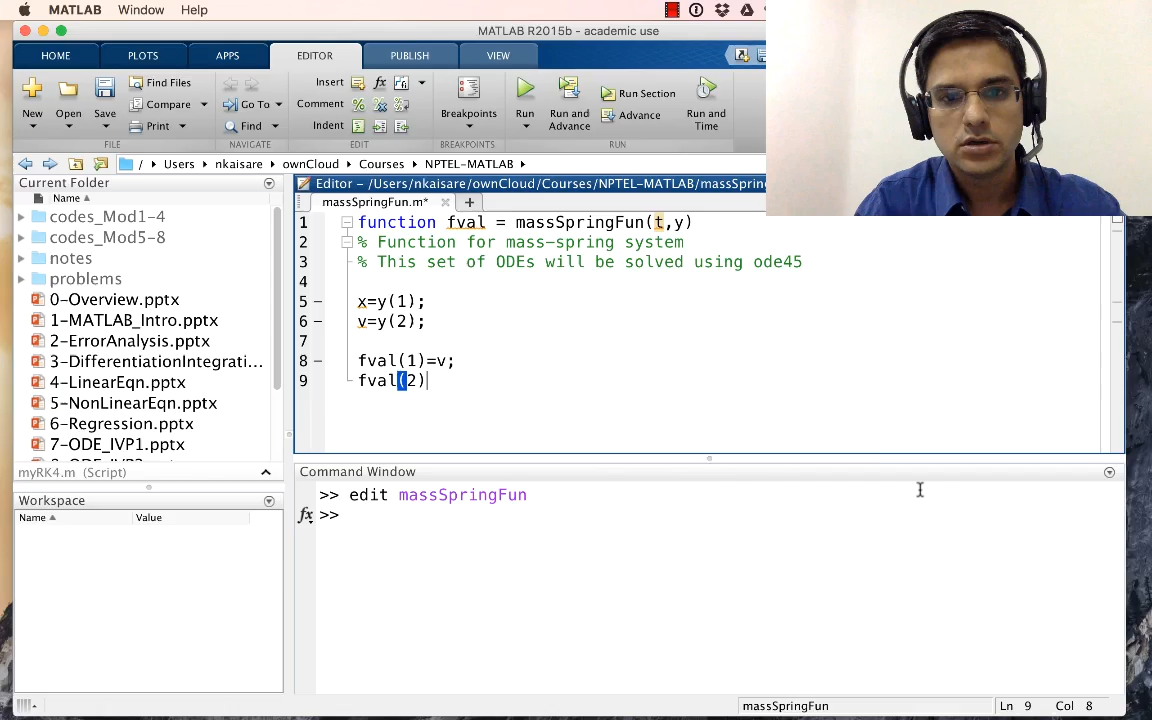 MATLAB Window Help
MATLAB R2015b - academic use
HOME PLOTS APPS EDITOR PUBLISH VIEW
New Open Save Find Files Compare Print
FILE
Go To Find
NAVIGATE
Insert fx
Comment % %
Indent
EDIT
Breakpoints
BREAKPOINTS
Run Run and Advance Run Section Advance Run and Time
RUN
/ Users nkaisare ownCloud Courses NPTEL-MATLAB
Current Folder
Name
codes_Mod1-4
codes_Mod5-8
notes
problems
0-Overview.pptx
1-MATLAB_Intro.pptx
2-ErrorAnalysis.pptx
3-DifferentiationIntegrati...
4-LinearEqn.pptx
5-NonLinearEqn.pptx
6-Regression.pptx
7-ODE_IVP1.pptx
myRK4.m (Script)
Workspace
Name Value
Editor - /Users/nkaisare/ownCloud/Courses/NPTEL-MATLAB/massSprin
massSpringFun.m*
1 function fval = massSpringFun(t,y)
2 % Function for mass-spring system
3 % This set of ODEs will be solved using ode45
4
5 x=y(1);
6 v=y(2);
7
8 fval(1)=v;
9 fval(2)
Command Window
>> edit massSpringFun
fx >>
massSpringFun Ln 9 Col 8